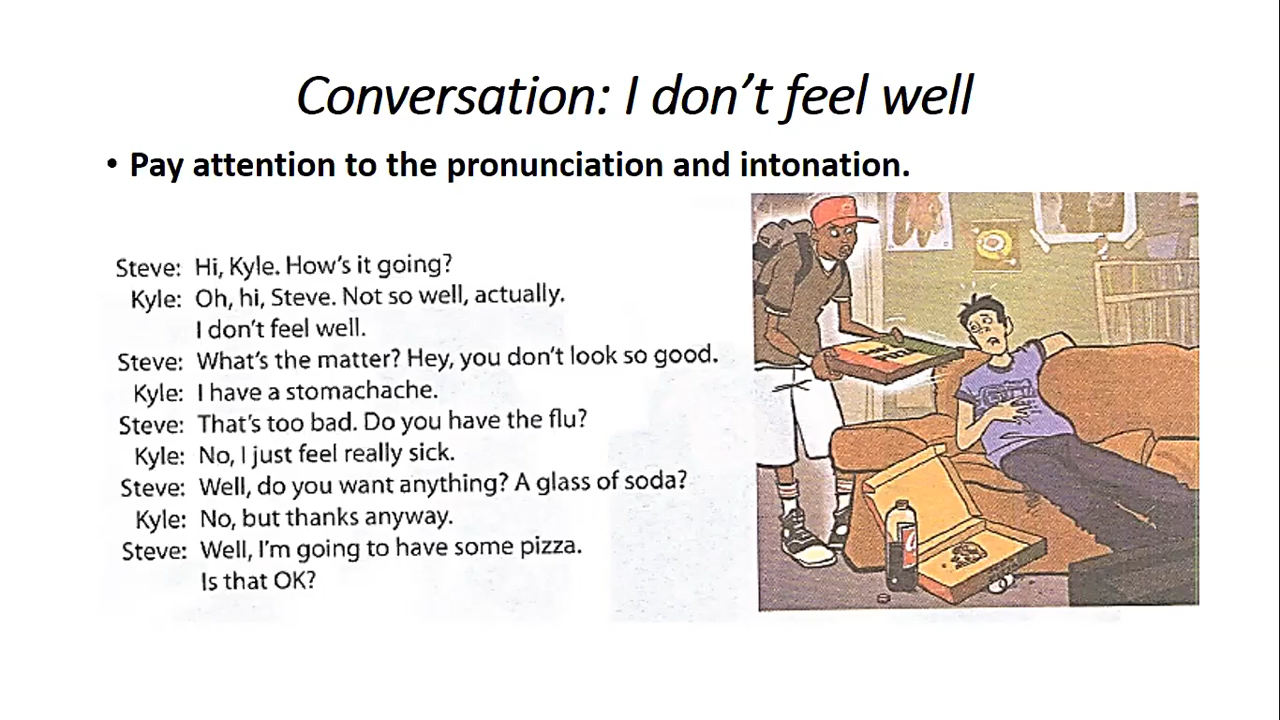 Conversation: I don't feel well
• Pay attention to the pronunciation and intonation.
Steve: Hi, Kyle. How's it going?
Kyle: Oh, hi, Steve. Not so well, actually.
I don't feel well.
Steve: What's the matter? Hey, you don't look so good.
Kyle: I have a stomachache.
Steve: That's too bad. Do you have the flu?
Kyle: No, I just feel really sick.
Steve: Well, do you want anything? A glass of soda?
Kyle: No, but thanks anyway.
Steve: Well, I'm going to have some pizza.
Is that OK?